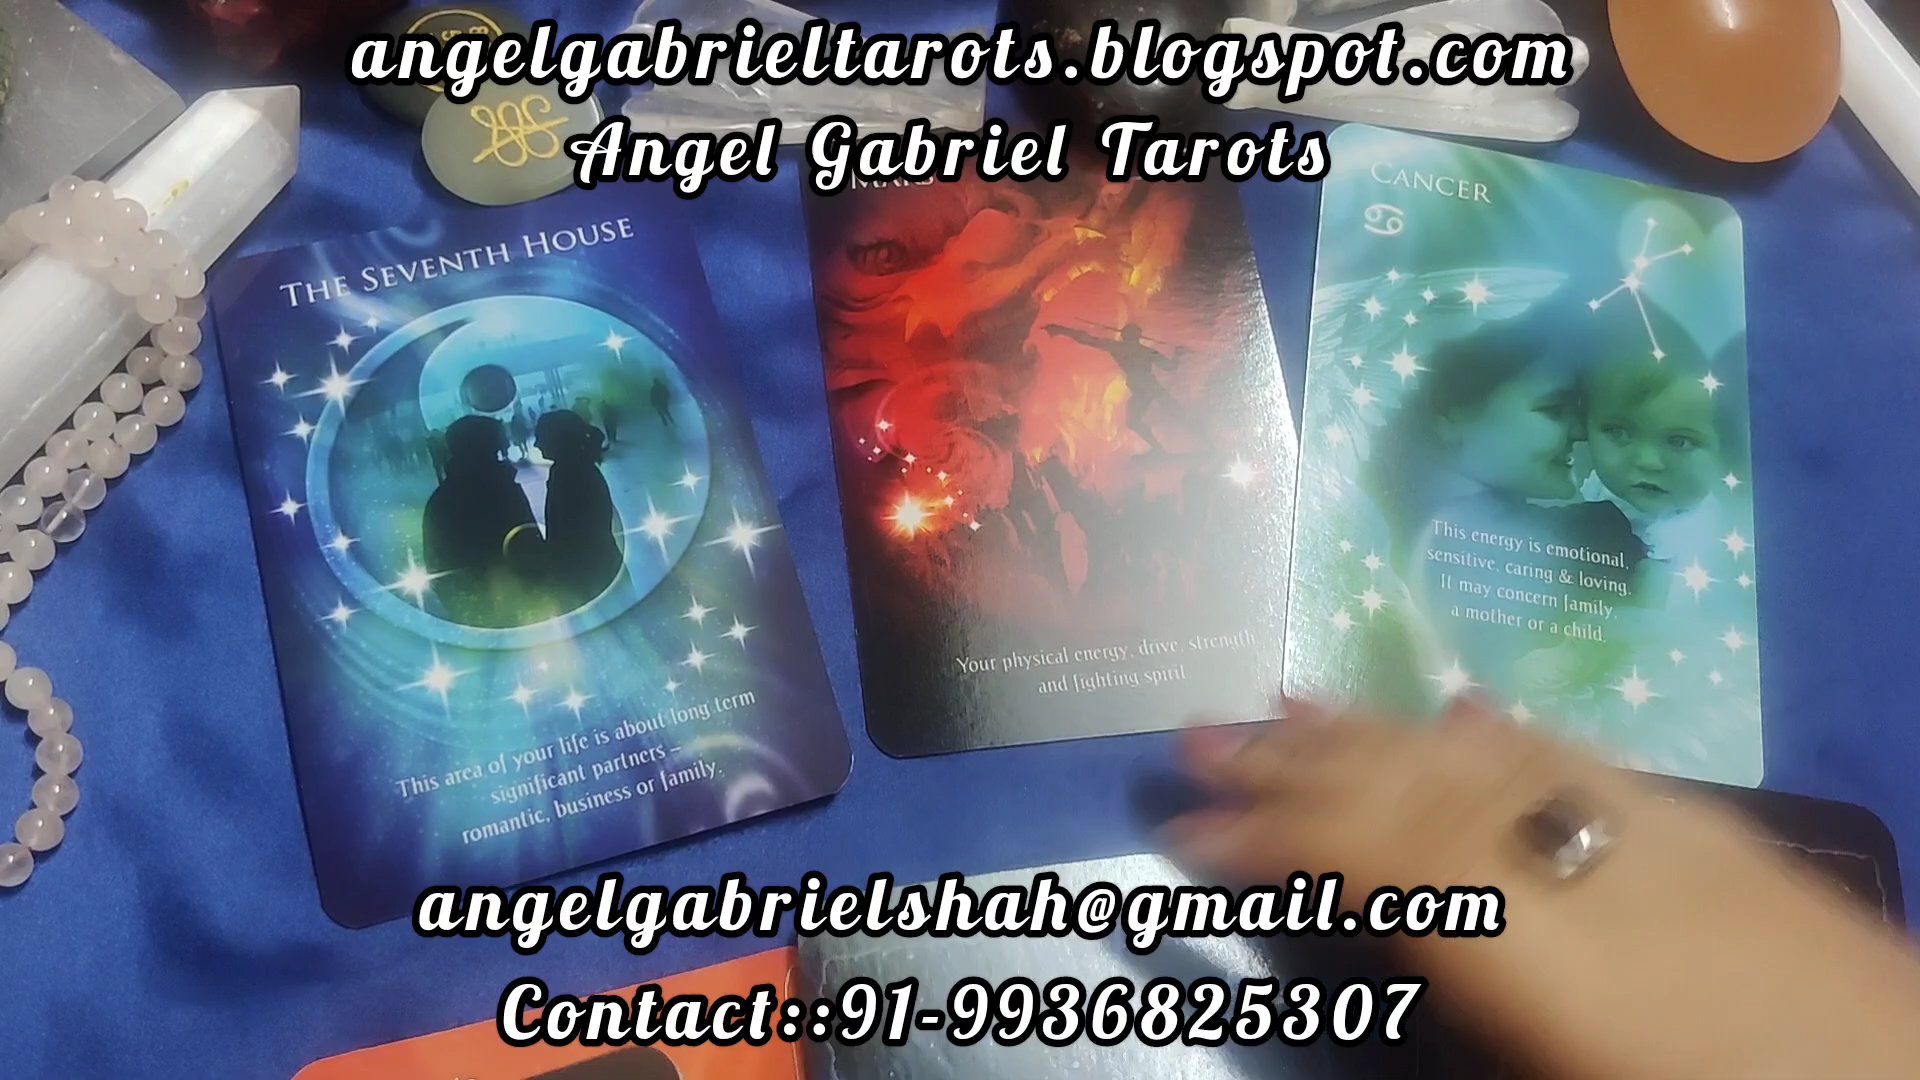 angelgabrieltarots.blogspot.com
Angel Gabriel Tarots
THE SEVENTH HOUSE
MARS
CANCER
This energy is emotional,
sensitive, caring & loving.
It may concern family,
a mother or a child.
Your physical energy, drive, strength
and fighting spirit.
This area of your life is about long term
significant partners –
romantic, business or family.
angelgabrielshah@gmail.com
Contact::91-9936825307